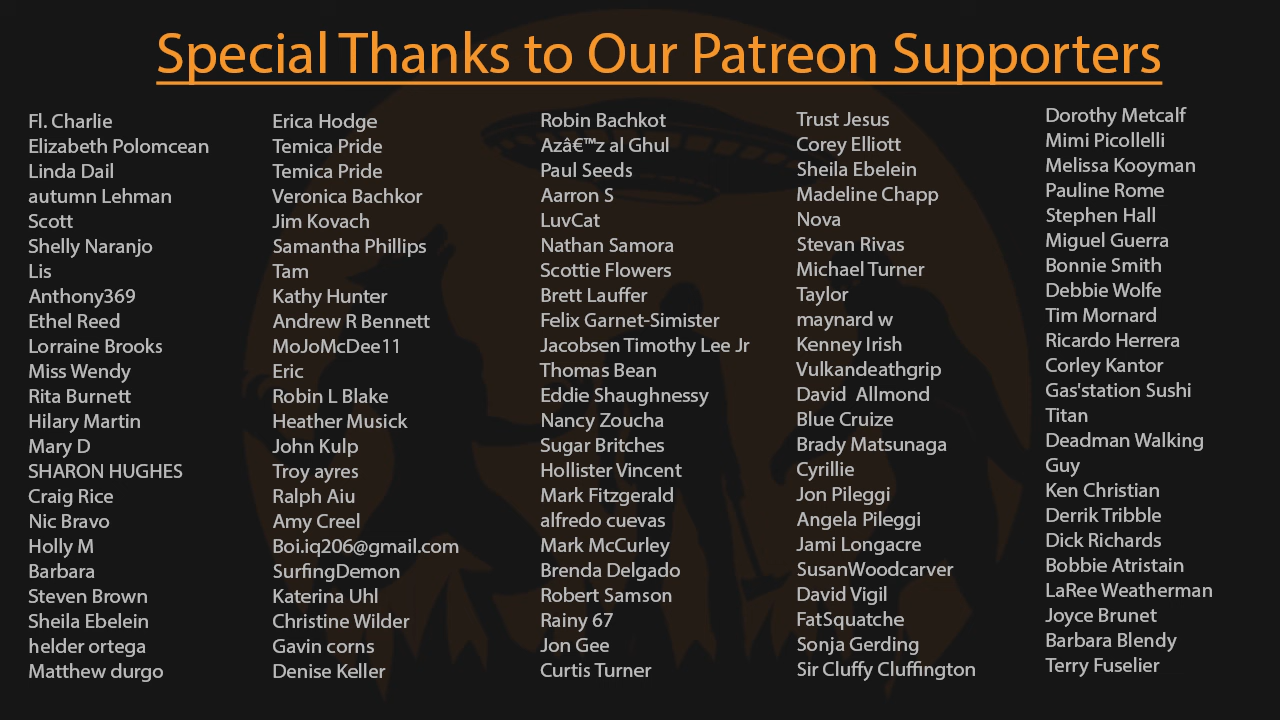 Special Thanks to Our Patreon Supporters
Fl. Charlie
Elizabeth Polomcean
Linda Dail
autumn Lehman
Scott
Shelly Naranjo
Lis
Anthony369
Ethel Reed
Lorraine Brooks
Miss Wendy
Rita Burnett
Hilary Martin
Mary D
SHARON HUGHES
Craig Rice
Nic Bravo
Holly M
Barbara
Steven Brown
Sheila Ebelein
helder ortega
Matthew durgo
Erica Hodge
Temica Pride
Temica Pride
Veronica Bachkor
Jim Kovach
Samantha Phillips
Tam
Kathy Hunter
Andrew R Bennett
MoJoMcDee11
Eric
Robin L Blake
Heather Musick
John Kulp
Troy ayres
Ralph Aiu
Amy Creel
Boi.iq206@gmail.com
SurfingDemon
Katerina Uhl
Christine Wilder
Gavin corns
Denise Keller
Robin Bachkot
Azâ€™z al Ghul
Paul Seeds
Aarron S
LuvCat
Nathan Samora
Scottie Flowers
Brett Lauffer
Felix Garnet-Simister
Jacobsen Timothy Lee Jr
Thomas Bean
Eddie Shaughnessy
Nancy Zoucha
Sugar Britches
Hollister Vincent
Mark Fitzgerald
alfredo cuevas
Mark McCurley
Brenda Delgado
Robert Samson
Rainy 67
Jon Gee
Curtis Turner
Trust Jesus
Corey Elliott
Sheila Ebelein
Madeline Chapp
Nova
Stevan Rivas
Michael Turner
Taylor
maynard w
Kenney Irish
Vulkandeathgrip
David  Allmond
Blue Cruize
Brady Matsunaga
Cyrillie
Jon Pileggi
Angela Pileggi
Jami Longacre
SusanWoodcarver
David Vigil
FatSquatche
Sonja Gerding
Sir Cluffy Cluffington
Dorothy Metcalf
Mimi Picollelli
Melissa Kooyman
Pauline Rome
Stephen Hall
Miguel Guerra
Bonnie Smith
Debbie Wolfe
Tim Mornard
Ricardo Herrera
Corley Kantor
Gas'station Sushi
Titan
Deadman Walking
Guy
Ken Christian
Derrik Tribble
Dick Richards
Bobbie Atristain
LaRee Weatherman
Joyce Brunet
Barbara Blendy
Terry Fuselier